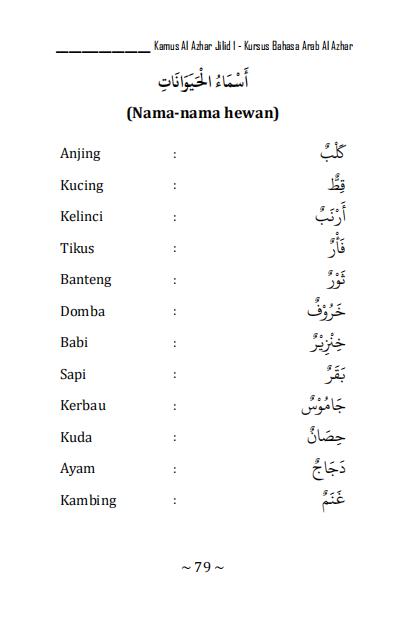 __________ Kamus Al Azhar Jilid I - Kursus Bahasa Arab Al Azhar
أَسْمَاءُ الْحَيَوَانَاتِ
(Nama-nama hewan)
Anjing : كَلْبٌ
Kucing : قِطٌّ
Kelinci : أَرْنَبٌ
Tikus : فَأْرٌ
Banteng : ثَوْرٌ
Domba : خَرُوْفٌ
Babi : خِنْزِيْرٌ
Sapi : بَقَرٌ
Kerbau : جَامُوْسٌ
Kuda : حِصَانٌ
Ayam : دَجَاجٌ
Kambing : غَنَمٌ
~ 79 ~